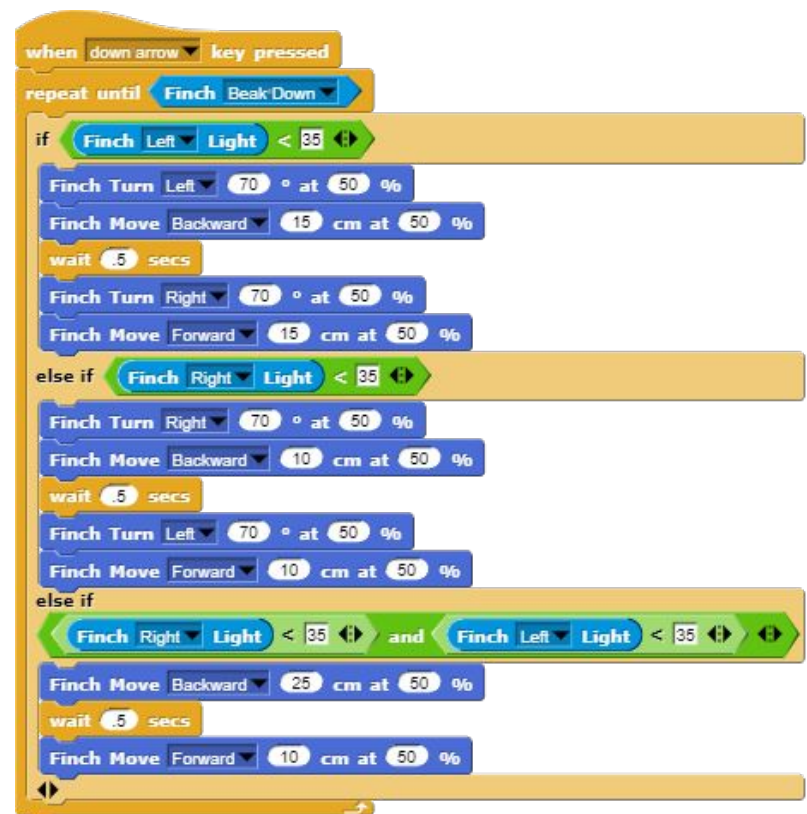 when down arrow key pressed
repeat until Finch Beak Down
if Finch Left Light < 35
Finch Turn Left 70 ° at 50 %
Finch Move Backward 15 cm at 50 %
wait .5 secs
Finch Turn Right 70 ° at 50 %
Finch Move Forward 15 cm at 50 %
else if Finch Right Light < 35
Finch Turn Right 70 ° at 50 %
Finch Move Backward 10 cm at 50 %
wait .5 secs
Finch Turn Left 70 ° at 50 %
Finch Move Forward 10 cm at 50 %
else if
Finch Right Light < 35 and Finch Left Light < 35
Finch Move Backward 25 cm at 50 %
wait .5 secs
Finch Move Forward 10 cm at 50 %